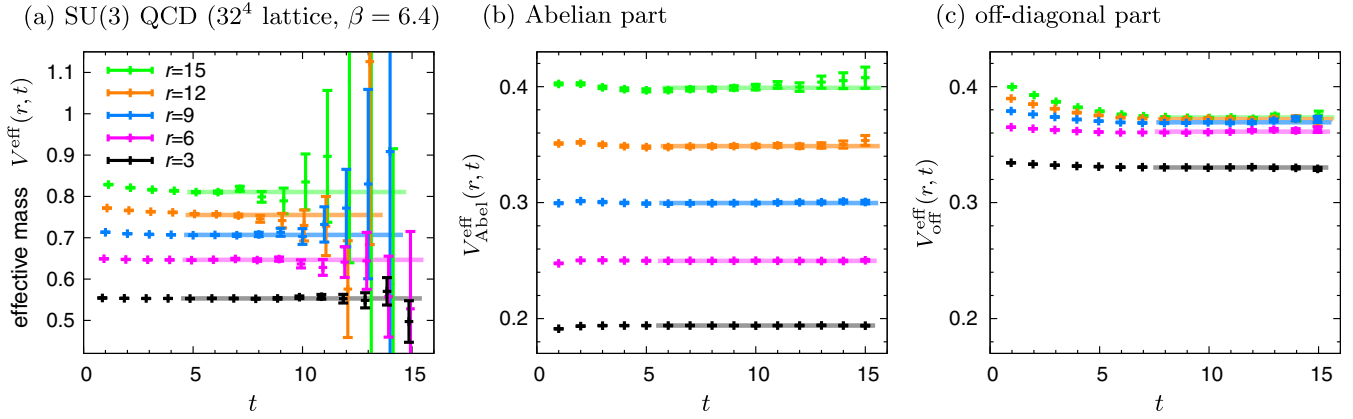 (a) SU(3) QCD (32⁴ lattice, β = 6.4)
effective mass V^eff(r, t)
1.1
1
0.9
0.8
0.7
0.6
0.5
r=15
r=12
r=9
r=6
r=3
0 5 10 15
t
(b) Abelian part
V^eff_Abel(r, t)
0.4
0.3
0.2
0 5 10 15
t
(c) off-diagonal part
V^eff_off(r, t)
0.4
0.3
0.2
0 5 10 15
t